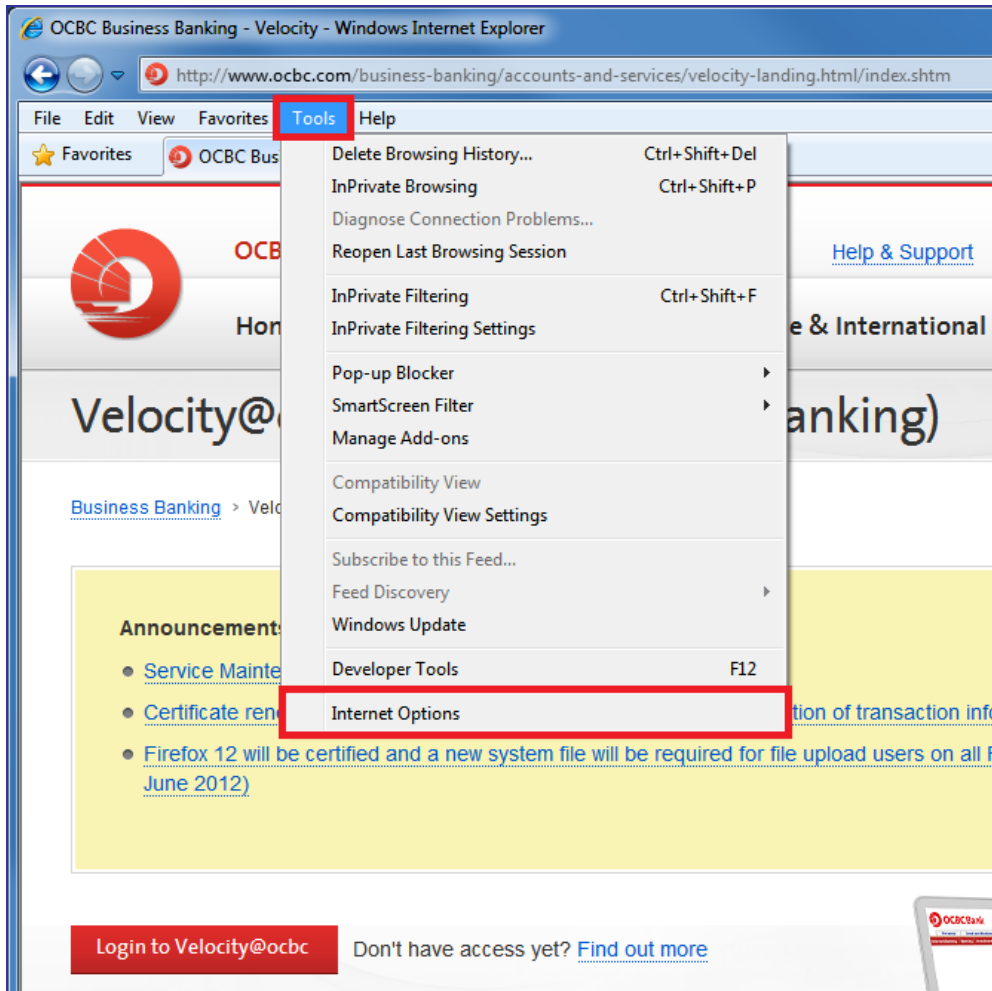 OCBC Business Banking - Velocity - Windows Internet Explorer
http://www.ocbc.com/business-banking/accounts-and-services/velocity-landing.html/index.shtm
File Edit View Favorites Tools Help
Favorites OCBC Bus
Delete Browsing History... Ctrl+Shift+Del
InPrivate Browsing Ctrl+Shift+P
Diagnose Connection Problems...
OCB Reopen Last Browsing Session Help & Support
InPrivate Filtering Ctrl+Shift+F
Hon InPrivate Filtering Settings e & International
Pop-up Blocker
SmartScreen Filter
Velocity@ anking)
Manage Add-ons
Compatibility View
Business Banking > Velo Compatibility View Settings
Subscribe to this Feed...
Feed Discovery
Announcement Windows Update
Service Mainte Developer Tools F12
Certificate ren Internet Options tion of transaction info
Firefox 12 will be certified and a new system file will be required for file upload users on all
June 2012)
OCBC Bank
Login to Velocity@ocbc Don't have access yet? Find out more